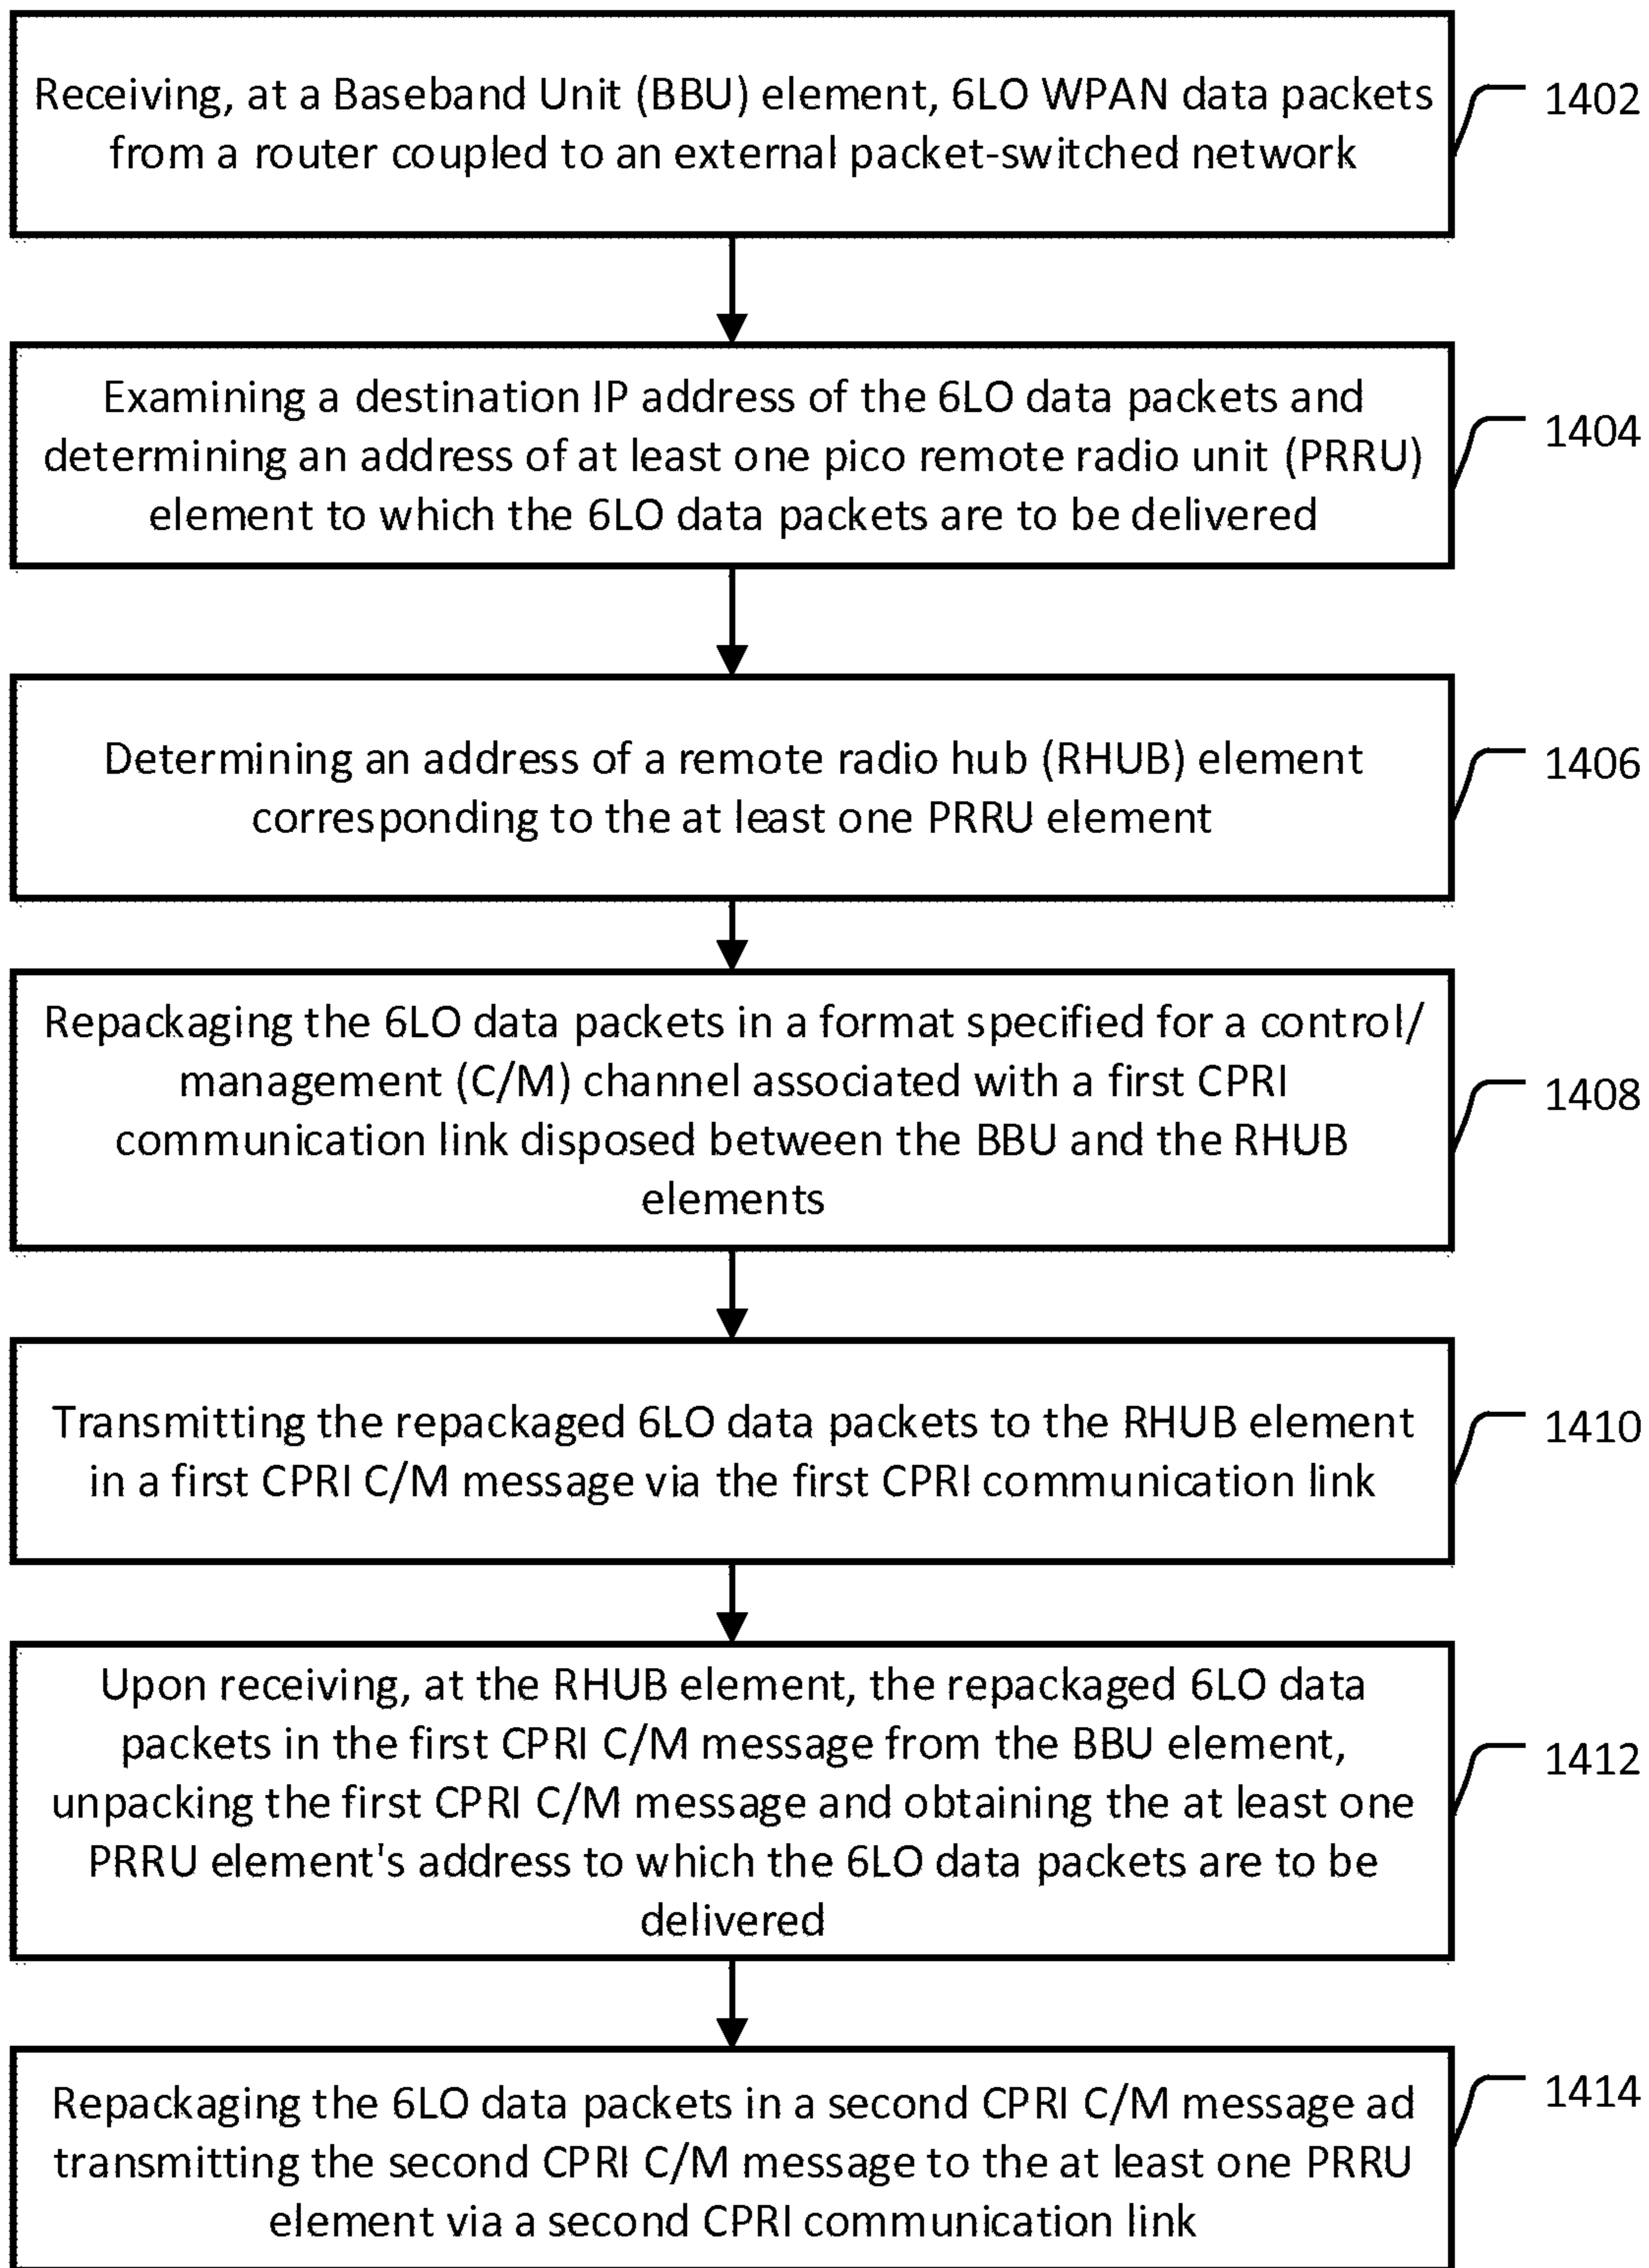 Receiving, at a Baseband Unit (BBU) element, 6LO WPAN data packets
from a router coupled to an external packet-switched network
1402
Examining a destination IP address of the 6LO data packets and
determining an address of at least one pico remote radio unit (PRRU)
element to which the 6LO data packets are to be delivered
1404
Determining an address of a remote radio hub (RHUB) element
corresponding to the at least one PRRU element
1406
Repackaging the 6LO data packets in a format specified for a control/
management (C/M) channel associated with a first CPRI
communication link disposed between the BBU and the RHUB
elements
1408
Transmitting the repackaged 6LO data packets to the RHUB element
in a first CPRI C/M message via the first CPRI communication link
1410
Upon receiving, at the RHUB element, the repackaged 6LO data
packets in the first CPRI C/M message from the BBU element,
unpacking the first CPRI C/M message and obtaining the at least one
PRRU element's address to which the 6LO data packets are to be
delivered
1412
Repackaging the 6LO data packets in a second CPRI C/M message ad
transmitting the second CPRI C/M message to the at least one PRRU
element via a second CPRI communication link
1414